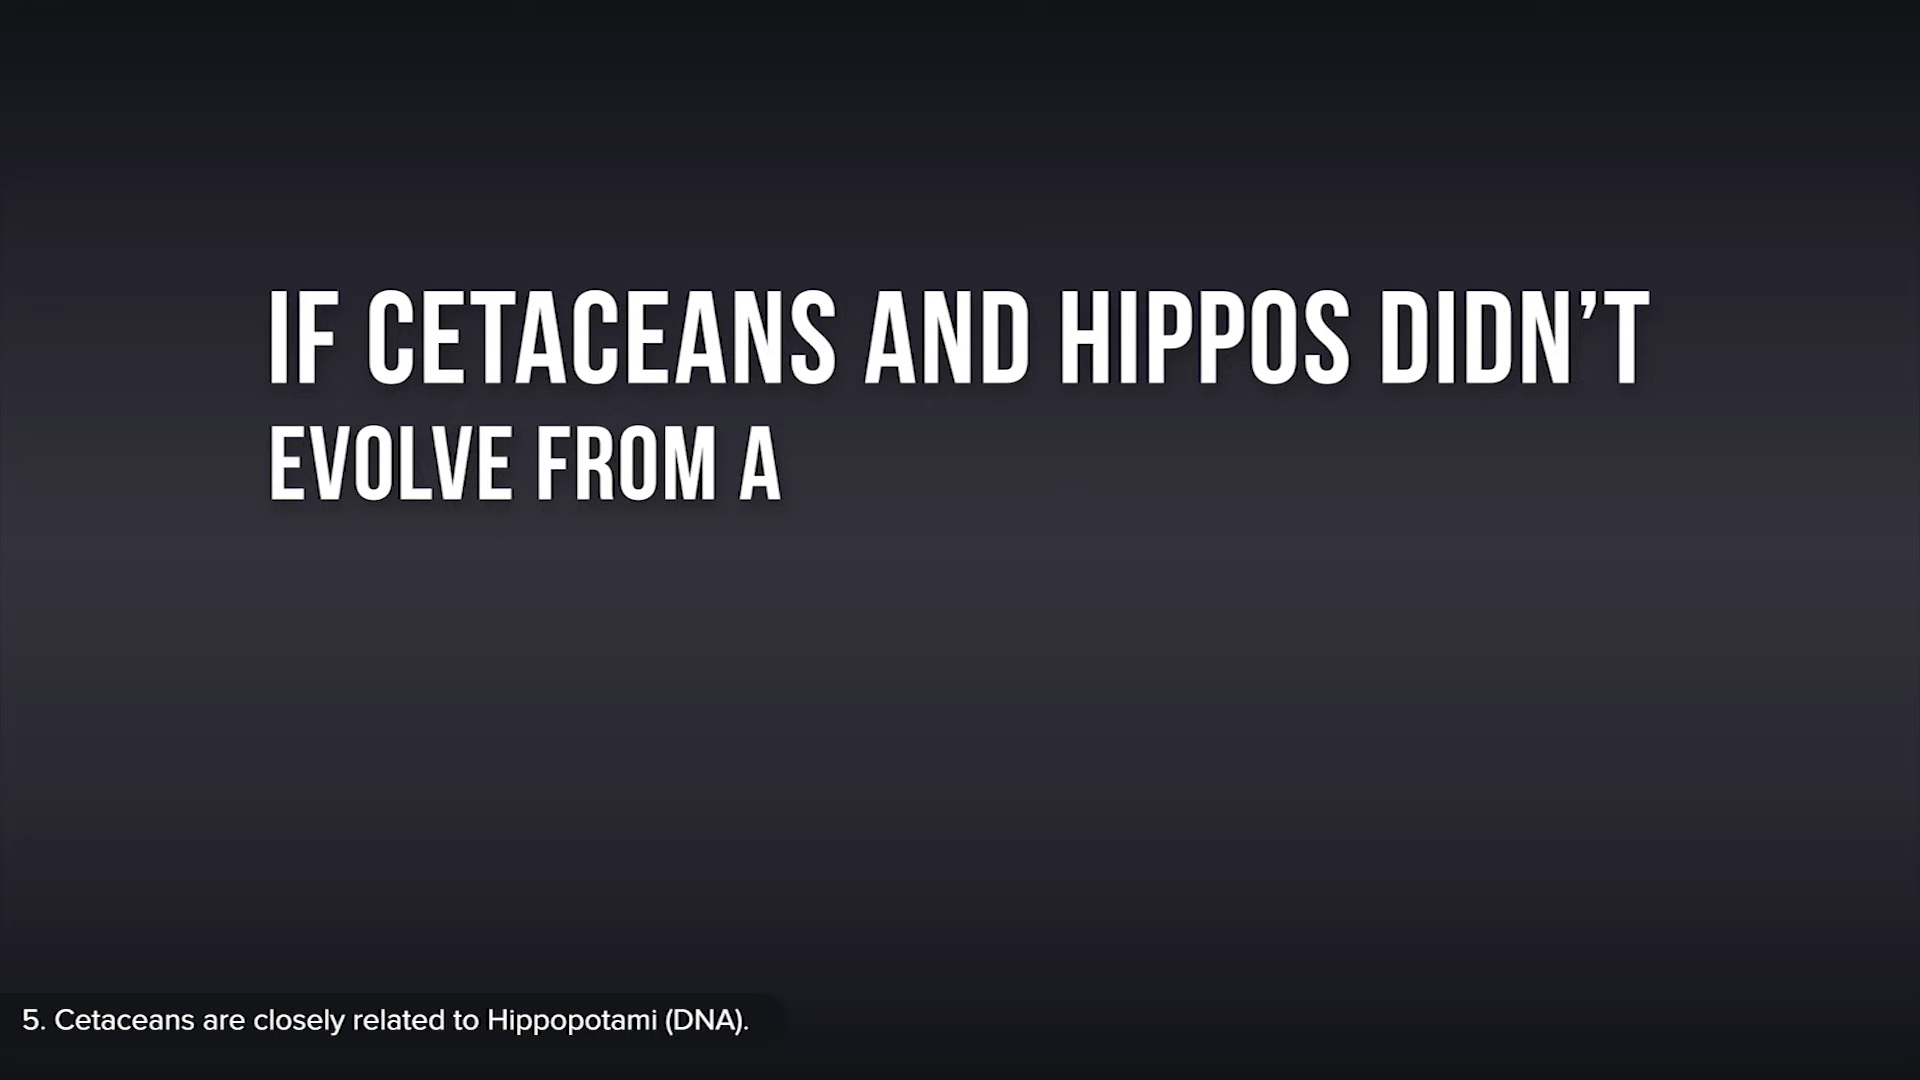 IF CETACEANS AND HIPPOS DIDN’T
EVOLVE FROM A
5. Cetaceans are closely related to Hippopotami (DNA).